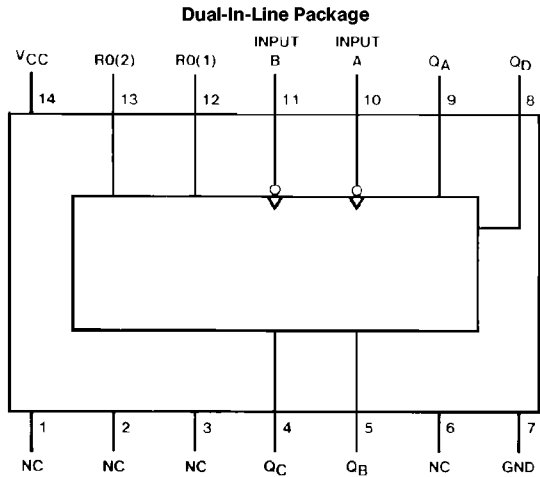 Dual-In-Line Package
INPUT INPUT
VCC R0(2) R0(1) B A QA QD
14 13 12 11 10 9 8
1 2 3 4 5 6 7
NC NC NC QC QB NC GND